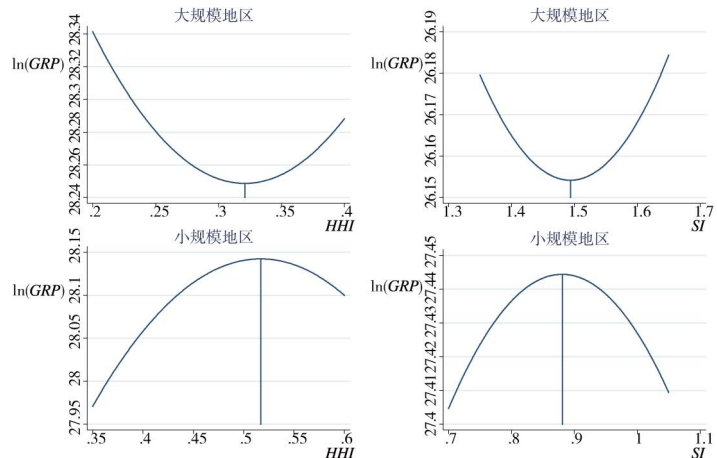 大规模地区
ln(GRP)
28.34
28.32
28.3
28.28
28.26
28.24
.2 .25 .3 .35 .4
HHI
大规模地区
ln(GRP)
26.19
26.18
26.17
26.16
26.15
1.3 1.4 1.5 1.6 1.7
SI
小规模地区
ln(GRP)
28.15
28.1
28.05
28
27.95
.35 .4 .45 .5 .55 .6
HHI
小规模地区
ln(GRP)
27.45
27.44
27.43
27.42
27.41
27.4
.7 .8 .9 1 1.1
SI